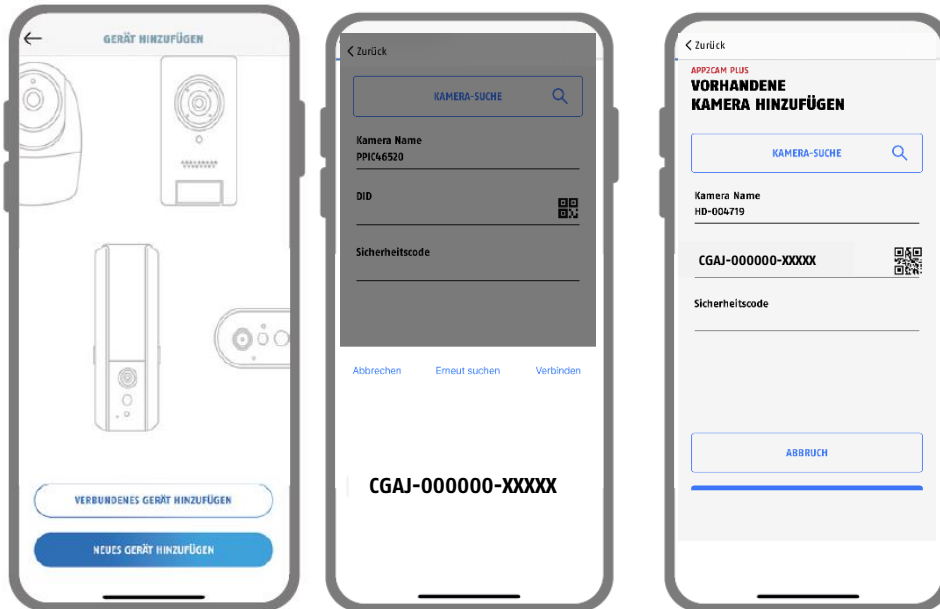 GERÄT HINZUFÜGEN
VERBUNDENES GERÄT HINZUFÜGEN
NEUES GERÄT HINZUFÜGEN
Zurück
KAMERA-SUCHE
Kamera Name
PPIC46520
DID
Sicherheitscode
Abbrechen Erneut suchen Verbinden
CGAJ-000000-XXXXX
Zurück
APP2CAM PLUS
VORHANDENE
KAMERA HINZUFÜGEN
KAMERA-SUCHE
Kamera Name
HD-004719
CGAJ-000000-XXXXX
Sicherheitscode
ABBRUCH